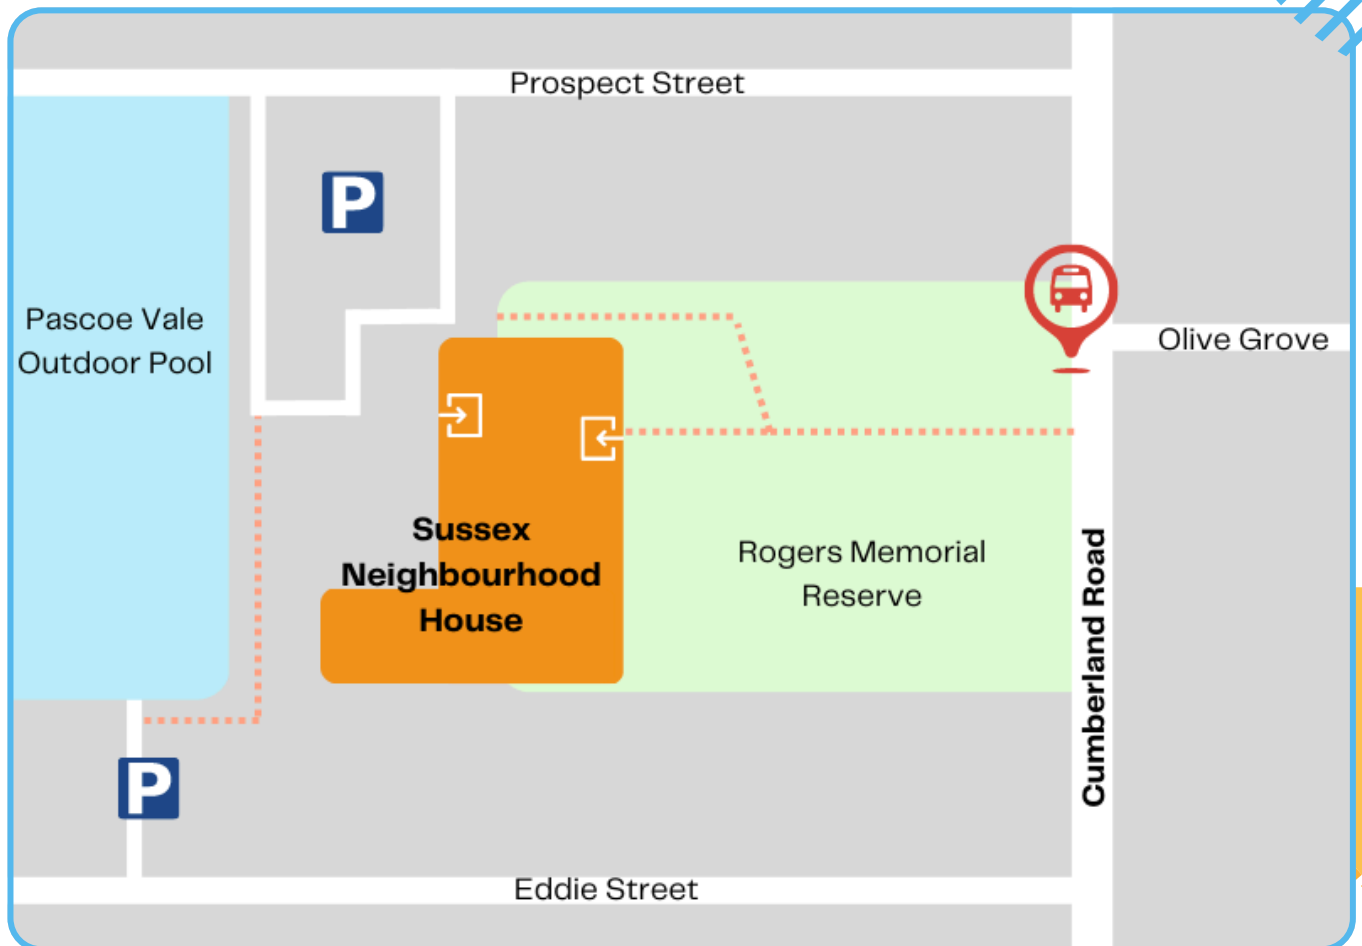 Prospect Street
P
Pascoe Vale
Outdoor Pool
Olive Grove
Sussex
Neighbourhood
House
Rogers Memorial
Reserve
Cumberland Road
P
Eddie Street